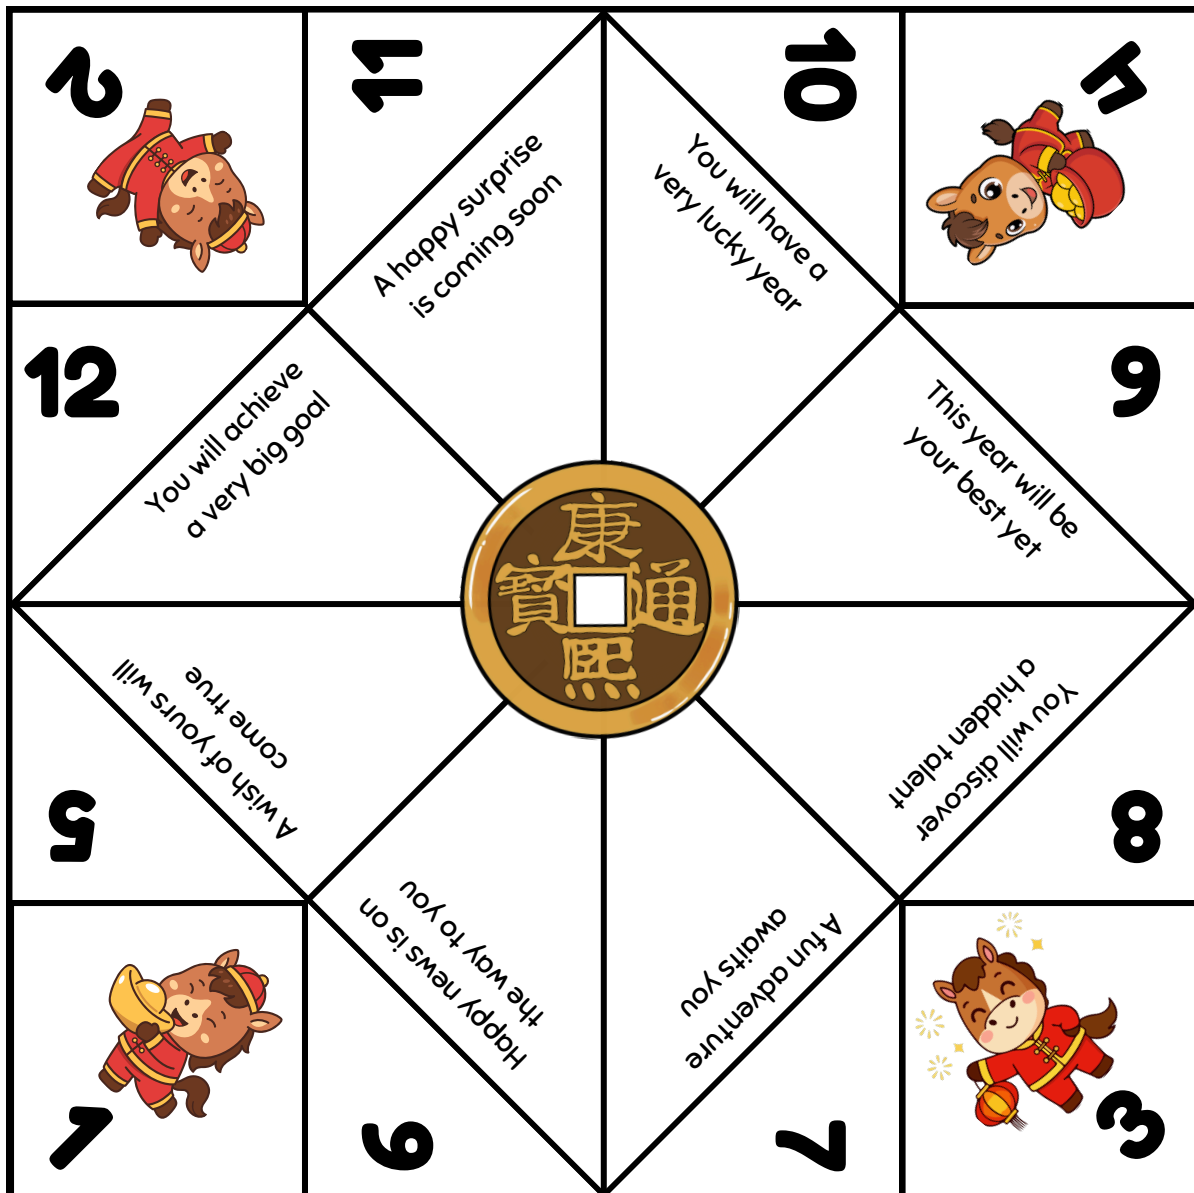 2
11
10
4
A happy surprise
is coming soon
You will have a
very lucky year
12
9
You will achieve
a very big goal
This year will be
your best yet
康
寶
通
熙
A wish of yours will
come true
You will discover
a hidden talent
5
8
Happy news is on
the way to you
A fun adventure
awaits you
1
6
7
3